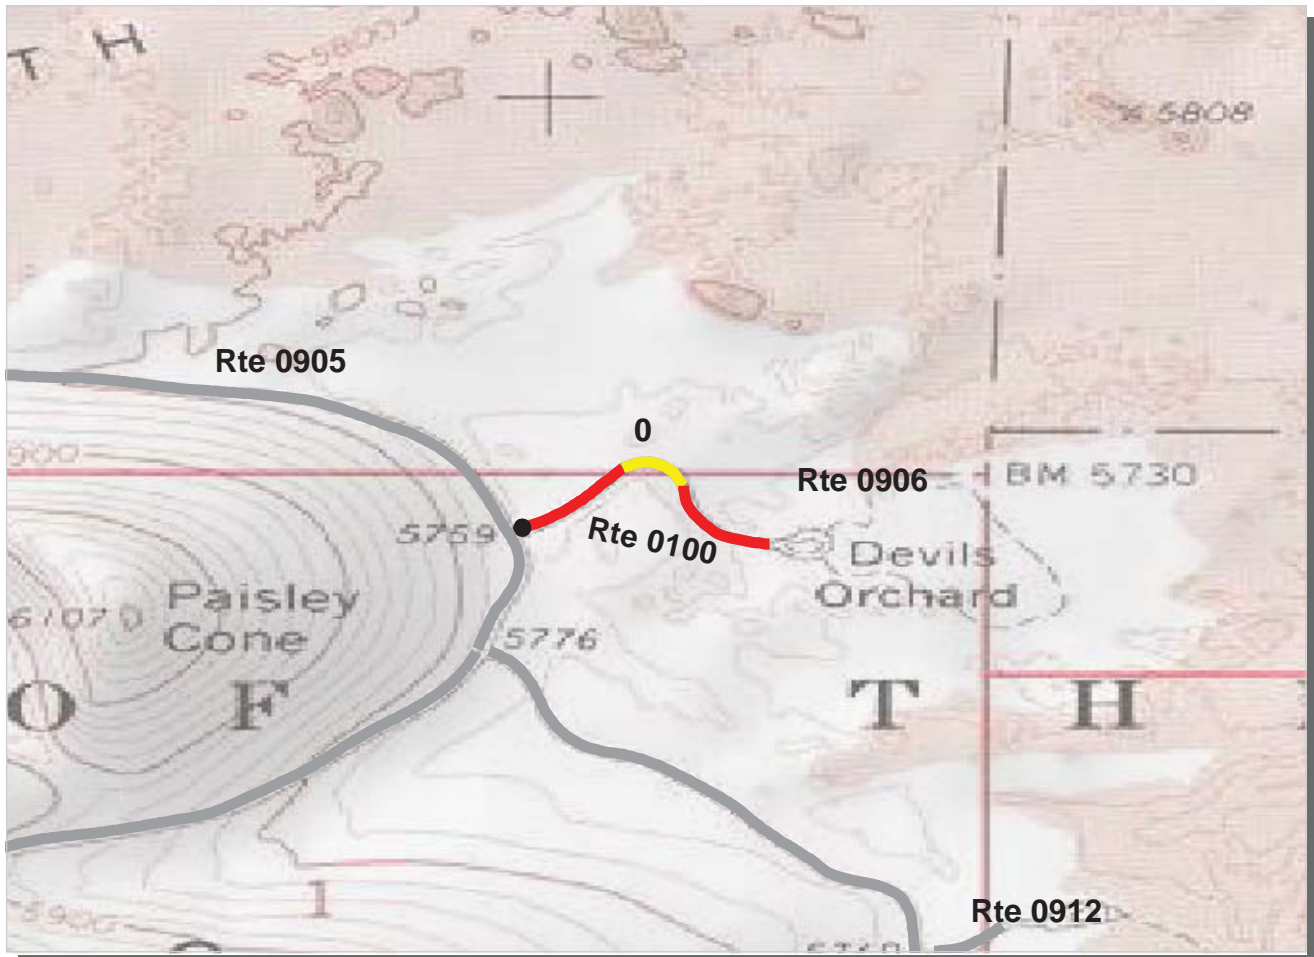 T H
5800
5808
Rte 0905
0
900
Rte 0906
BM 5730
5759
Rte 0100
Devils
Orchard
Paisley
Cone
6107
5776
O F T H
1
Rte 0912
5900